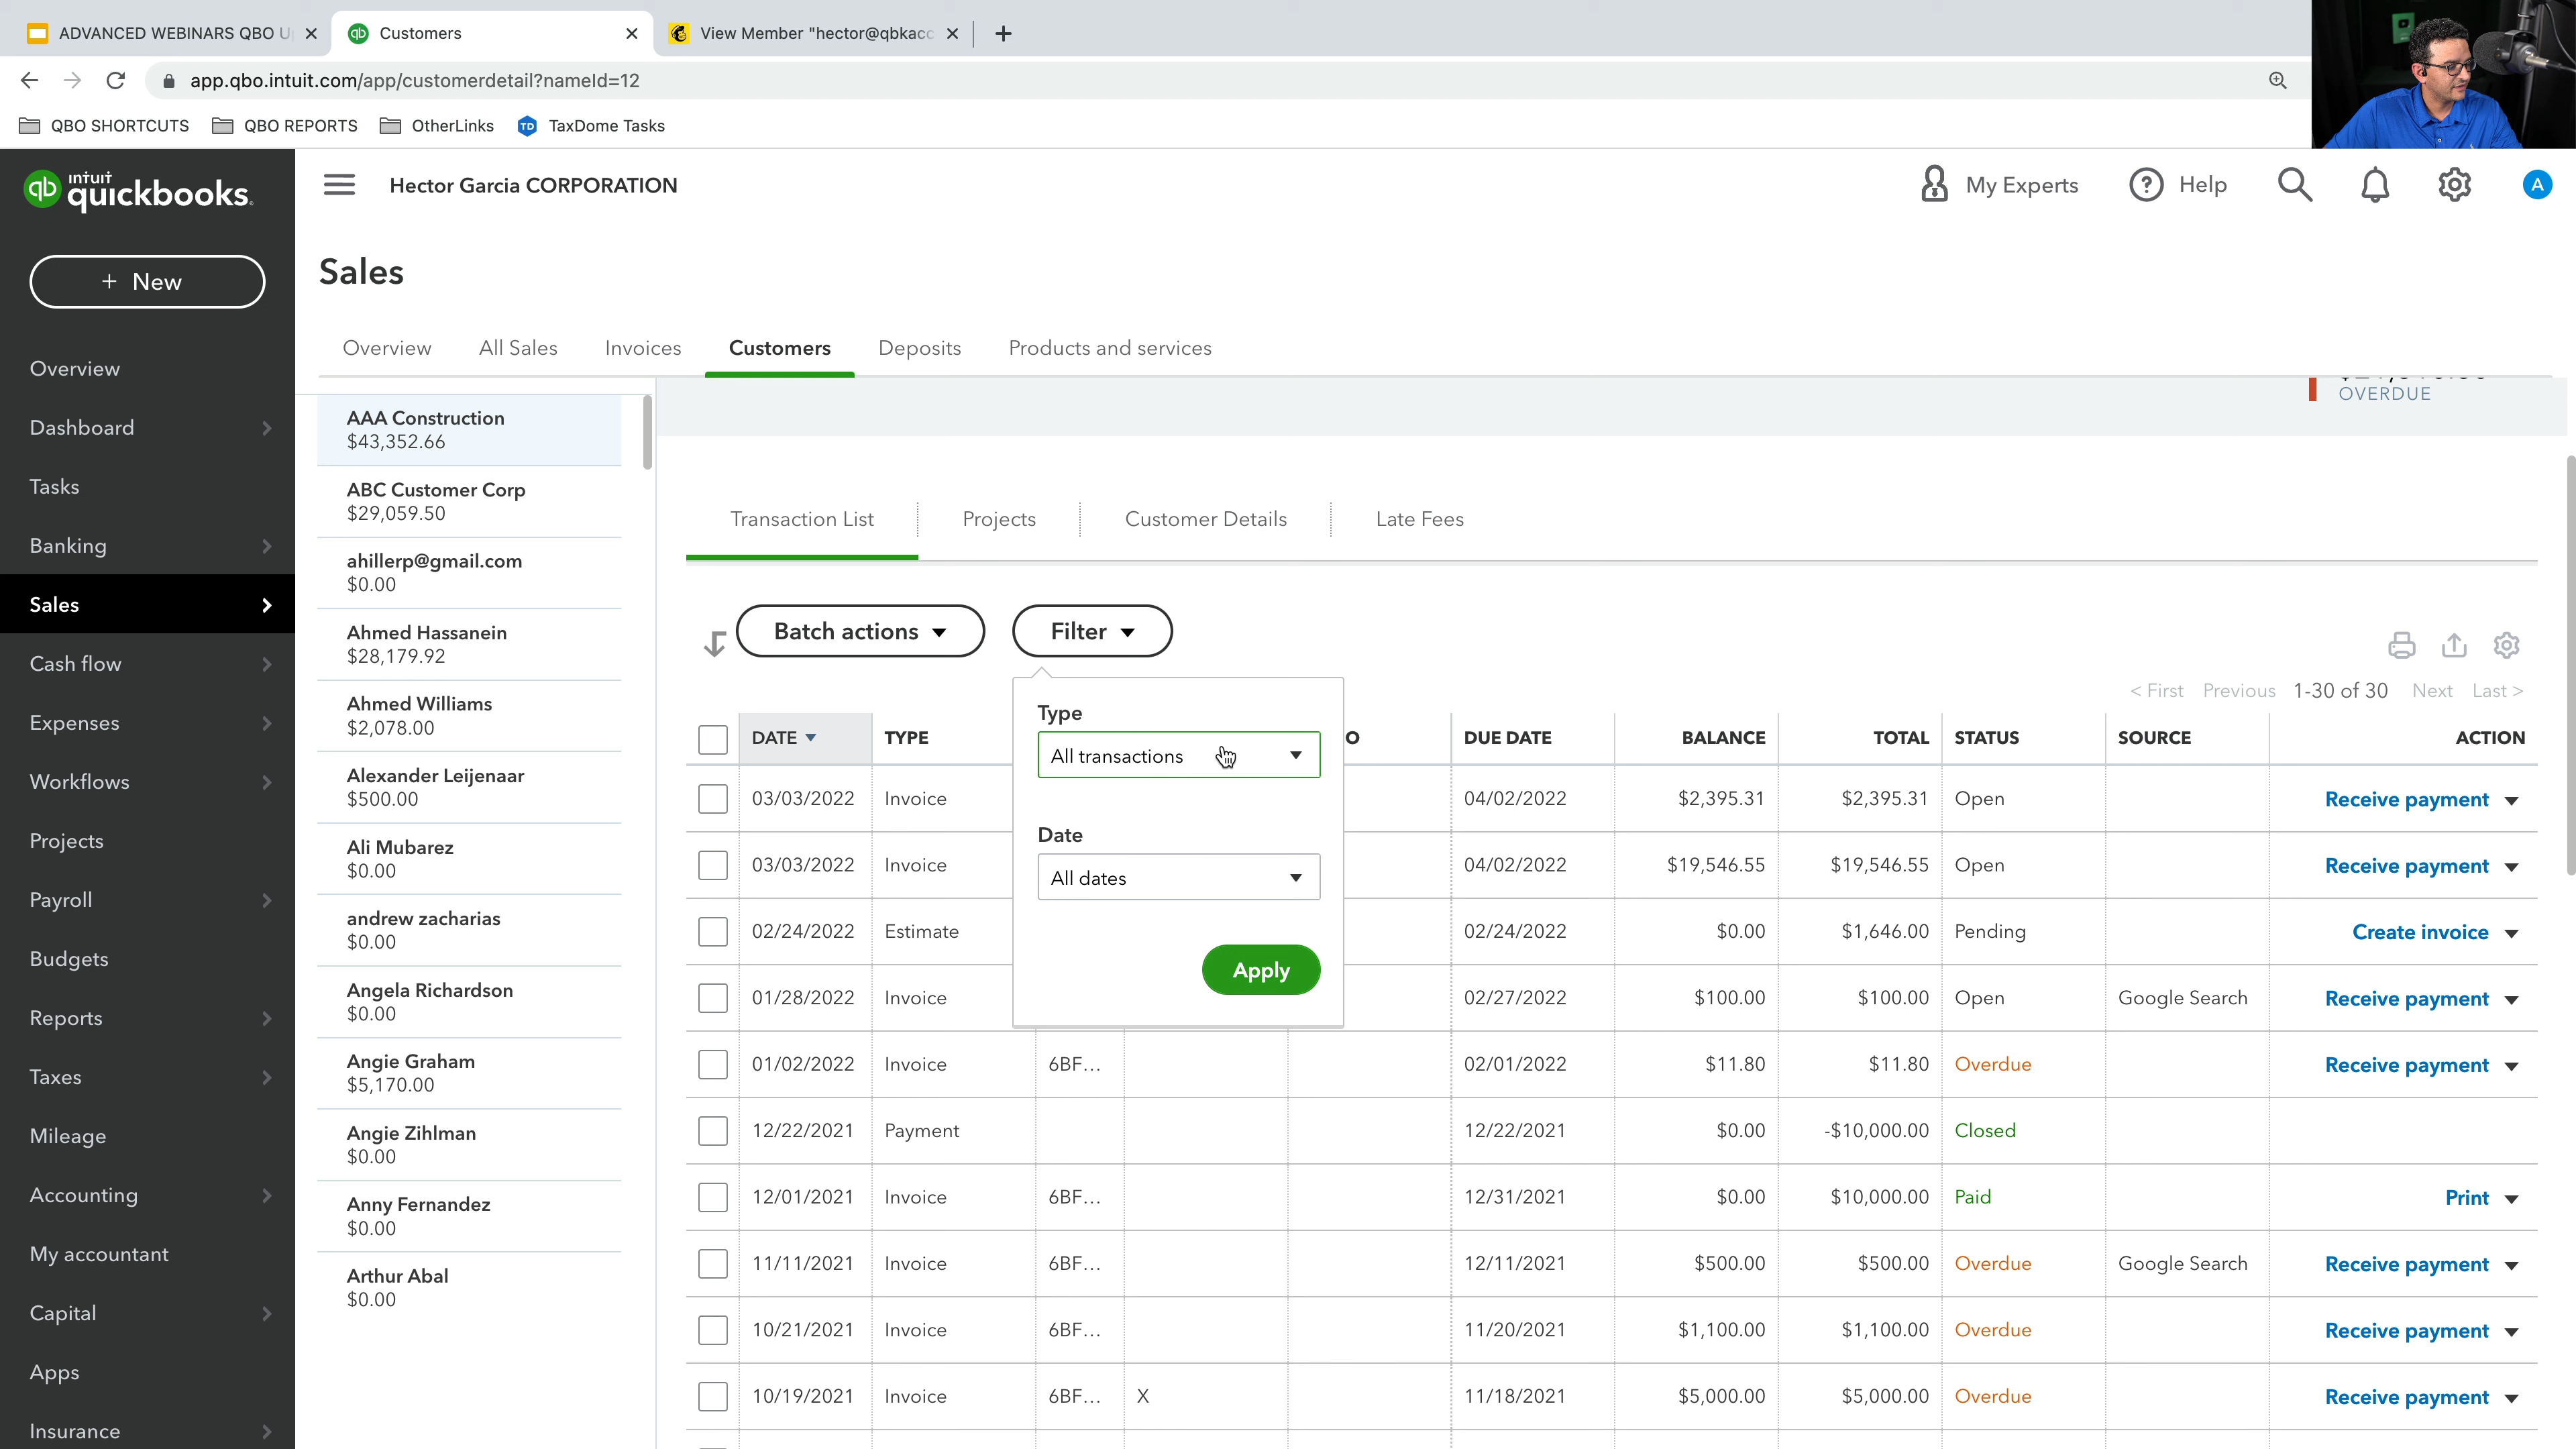 ADVANCED WEBINARS QBO U
Customers
View Member "hector@qbkacc
app.qbo.intuit.com/app/customerdetail?nameId=12
QBO SHORTCUTS QBO REPORTS OtherLinks TD TaxDome Tasks
qb intuit quickbooks.
Hector Garcia CORPORATION
My Experts
? Help
A
+ New
Overview
Dashboard
Tasks
Banking
Sales
Cash flow
Expenses
Workflows
Projects
Payroll
Budgets
Reports
Taxes
Mileage
Accounting
My accountant
Capital
Apps
Insurance
Sales
Overview All Sales Invoices Customers Deposits Products and services
AAA Construction
$43,352.66
ABC Customer Corp
$29,059.50
ahillerp@gmail.com
$0.00
Ahmed Hassanein
$28,179.92
Ahmed Williams
$2,078.00
Alexander Leijenaar
$500.00
Ali Mubarez
$0.00
andrew zacharias
$0.00
Angela Richardson
$0.00
Angie Graham
$5,170.00
Angie Zihlman
$0.00
Anny Fernandez
$0.00
Arthur Abal
$0.00
OVERDUE
Transaction List Projects Customer Details Late Fees
Batch actions Filter
< First Previous 1-30 of 30 Next Last >
Type
All transactions
Date
All dates
Apply
DATE TYPE O DUE DATE BALANCE TOTAL STATUS SOURCE ACTION
03/03/2022 Invoice 04/02/2022 $2,395.31 $2,395.31 Open Receive payment
03/03/2022 Invoice 04/02/2022 $19,546.55 $19,546.55 Open Receive payment
02/24/2022 Estimate 02/24/2022 $0.00 $1,646.00 Pending Create invoice
01/28/2022 Invoice 02/27/2022 $100.00 $100.00 Open Google Search Receive payment
01/02/2022 Invoice 6BF... 02/01/2022 $11.80 $11.80 Overdue Receive payment
12/22/2021 Payment 12/22/2021 $0.00 -$10,000.00 Closed
12/01/2021 Invoice 6BF... 12/31/2021 $0.00 $10,000.00 Paid Print
11/11/2021 Invoice 6BF... 12/11/2021 $500.00 $500.00 Overdue Google Search Receive payment
10/21/2021 Invoice 6BF... 11/20/2021 $1,100.00 $1,100.00 Overdue Receive payment
10/19/2021 Invoice 6BF... X 11/18/2021 $5,000.00 $5,000.00 Overdue Receive payment